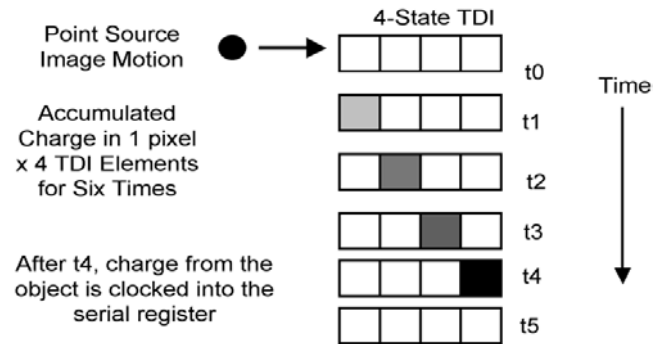 4-State TDI
Point Source
Image Motion
t0
Time
Accumulated
Charge in 1 pixel
x 4 TDI Elements
for Six Times
t1
t2
t3
After t4, charge from the
object is clocked into the
serial register
t4
t5